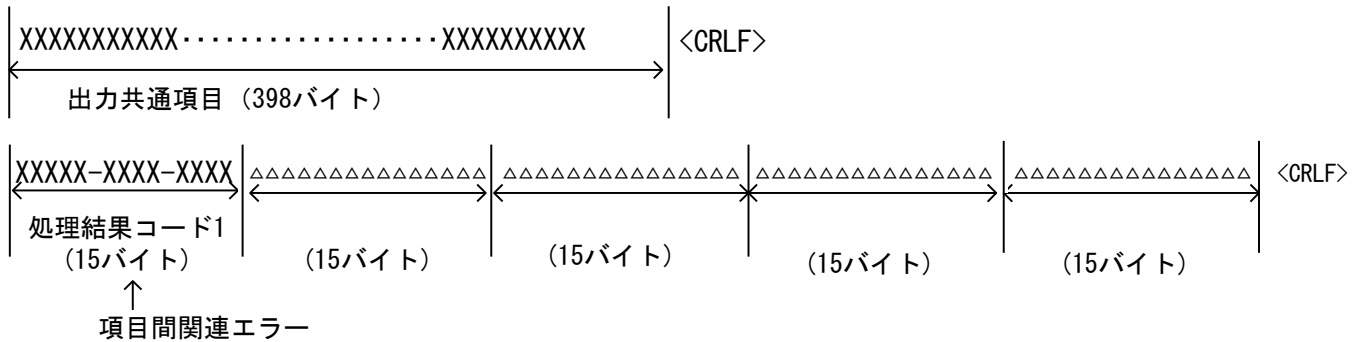 XXXXXXXXXXX··················XXXXXXXXXX <CRLF>
出力共通項目（398バイト）
XXXXX-XXXX-XXXX △△△△△△△△△△△△△△△ △△△△△△△△△△△△△△△ △△△△△△△△△△△△△△△ △△△△△△△△△△△△△△△ <CRLF>
処理結果コード1
（15バイト） （15バイト） （15バイト） （15バイト） （15バイト）
↑
項目間関連エラー